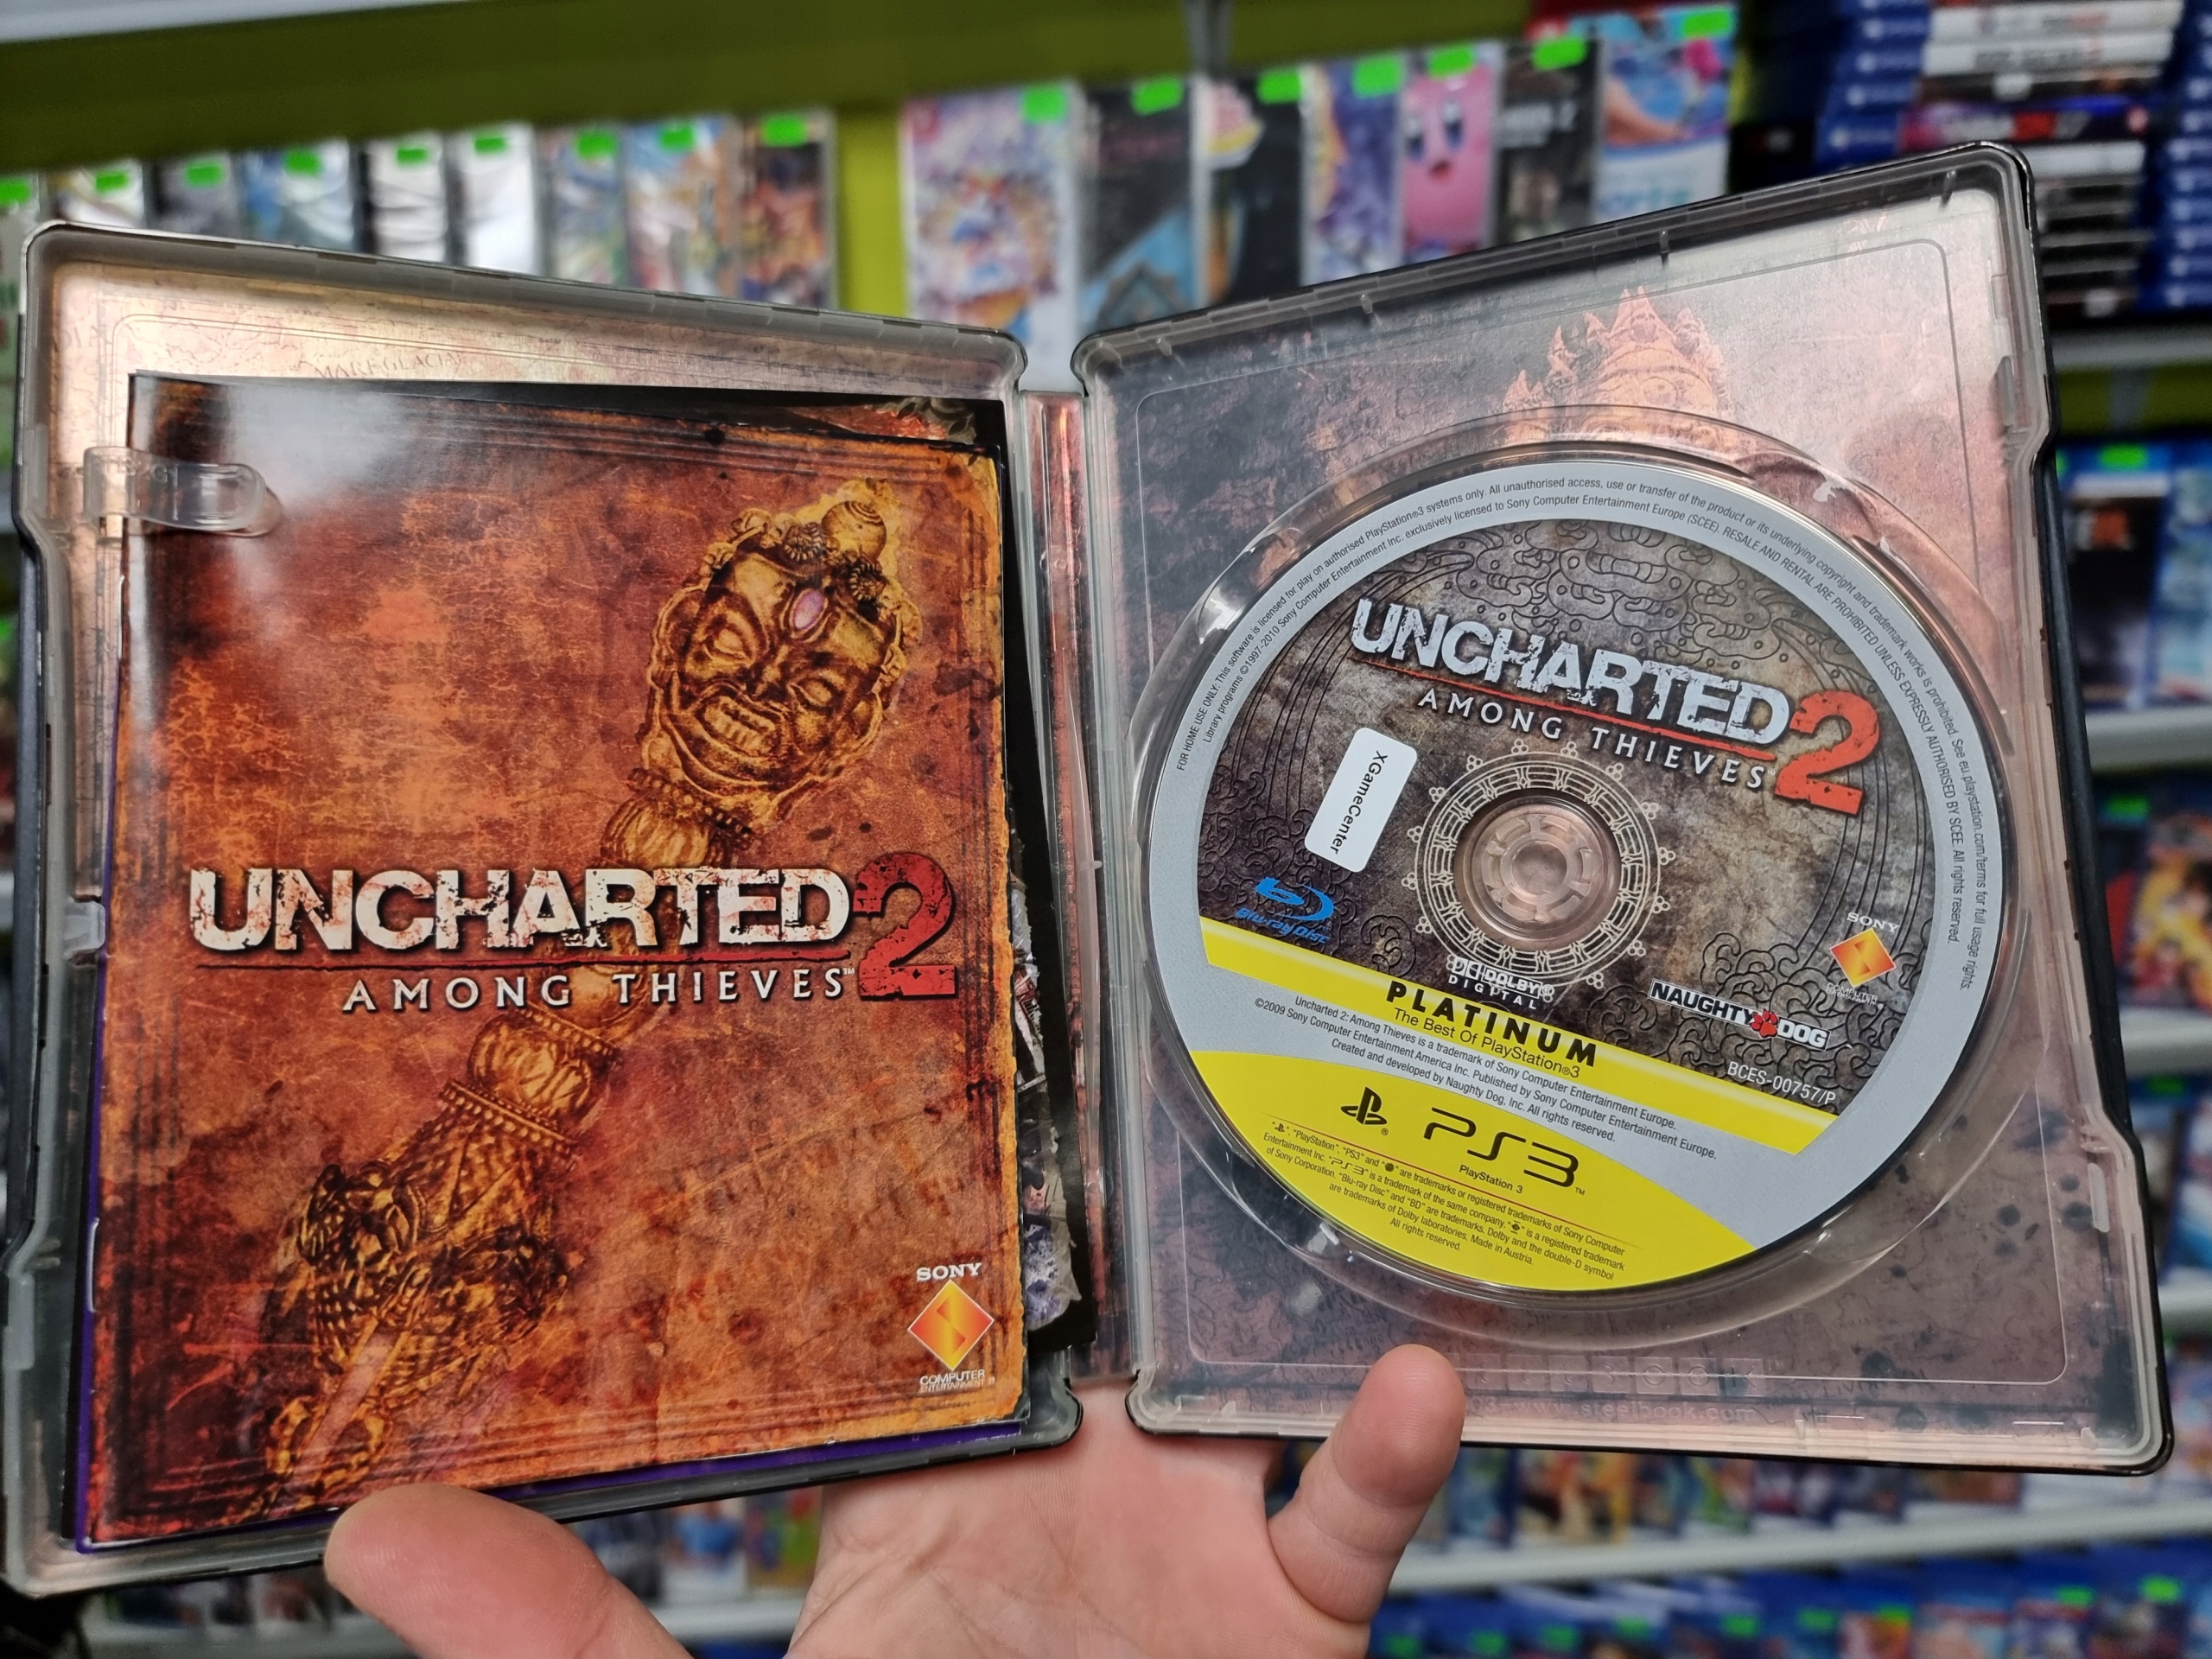 MARE GLACIA
UNCHARTED 2
AMONG THIEVES™
SONY
COMPUTER
ENTERTAINMENT®
FOR HOME USE ONLY: This software is licensed for play on authorised PlayStation®3 systems only. All unauthorised access, use or transfer of the product or its underlying copyright and trademark works is prohibited. See eu.playstation.com/terms for full usage rights.
Library programs ©1997-2010 Sony Computer Entertainment Inc. exclusively licensed to Sony Computer Entertainment Europe (SCEE). RESALE AND RENTAL ARE PROHIBITED UNLESS EXPRESSLY AUTHORISED BY SCEE. All rights reserved.
UNCHARTED 2
AMONG THIEVES™
XGameCenter
Blu-ray Disc
SONY
COMPUTER
DOLBY®
DIGITAL
NAUGHTY DOG
BCES-00757/P
PLATINUM
The Best Of PlayStation®3
Uncharted 2: Among Thieves is a trademark of Sony Computer Entertainment Europe.
©2009 Sony Computer Entertainment America Inc. Published by Sony Computer Entertainment Europe.
Created and developed by Naughty Dog, Inc. All rights reserved.
PS3™
PlayStation 3
"", "PlayStation", "PS3" and "" are trademarks or registered trademarks of Sony Computer
Entertainment Inc. "PS3" is a trademark of the same company. "" is a registered trademark
of Sony Corporation. "Blu-ray Disc" and "BD" are trademarks. Dolby and the double-D symbol
are trademarks of Dolby laboratories. Made in Austria.
All rights reserved.
www.steelbook.com